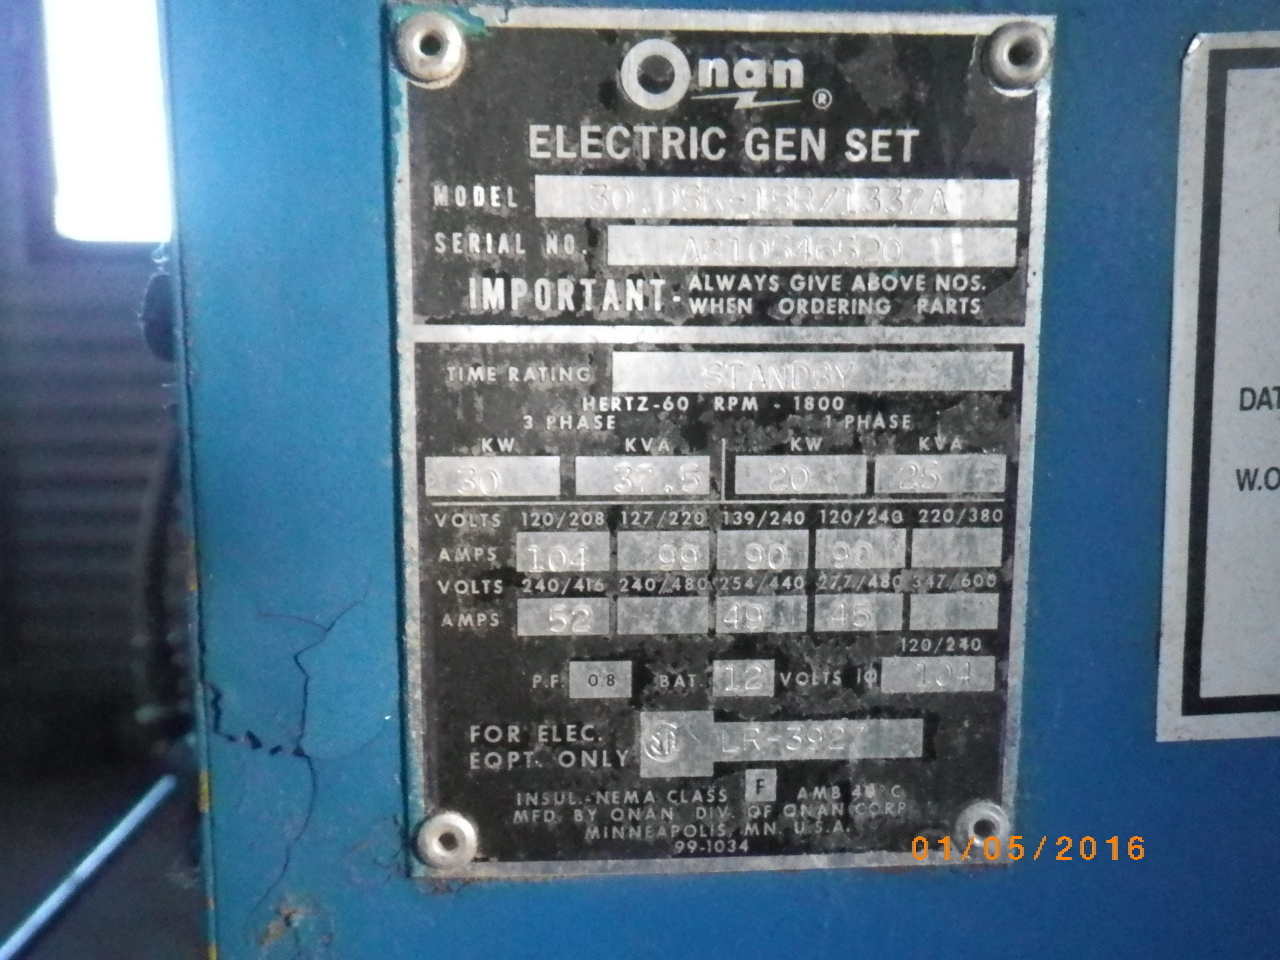 Onan ®
ELECTRIC GEN SET
MODEL 30.0SK-15R/1337A
SERIAL NO. A810546520
IMPORTANT - ALWAYS GIVE ABOVE NOS.
WHEN ORDERING PARTS
TIME RATING STANDBY
HERTZ-60 RPM - 1800
3 PHASE 1 PHASE
KW KVA KW KVA
30 37.5 20 25
VOLTS 120/208 127/220 139/240 120/240 220/380
AMPS 104 99 90 90
VOLTS 240/416 240/480 254/440 277/480 347/600
AMPS 52 49 45
120/240
P.F. 08 BAT. 12 VOLTS 1Ø 104
FOR ELEC.
EQPT. ONLY LR-392
INSUL.-NEMA CLASS F AMB 40°C
MFD. BY ONAN DIV. OF ONAN CORP
MINNEAPOLIS, MN. U.S.A.
99-1034
DAT
W.O
01/05/2016